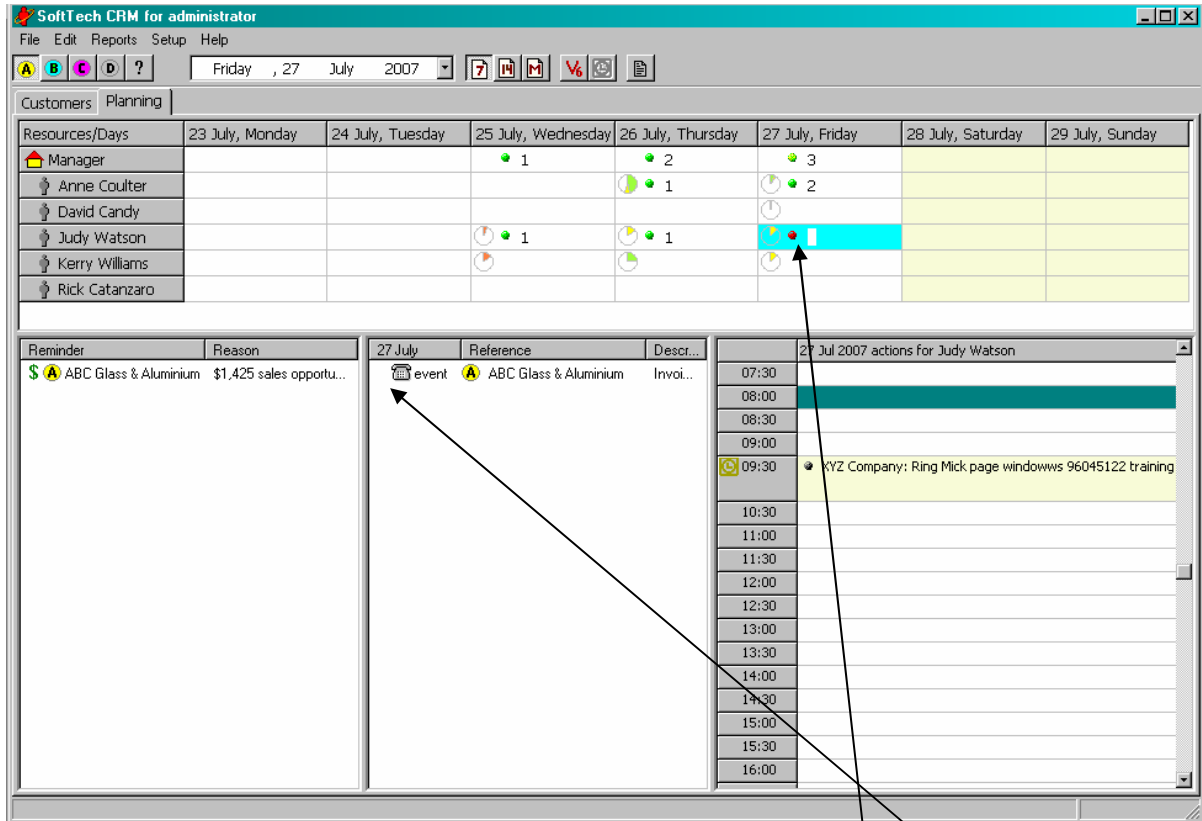 SoftTech CRM for administrator
File Edit Reports Setup Help
A B C D ? Friday , 27 July 2007 7 14 M V6
Customers Planning
Resources/Days 23 July, Monday 24 July, Tuesday 25 July, Wednesday 26 July, Thursday 27 July, Friday 28 July, Saturday 29 July, Sunday
Manager 1 2 3
Anne Coulter 1 2
David Candy
Judy Watson 1 1
Kerry Williams
Rick Catanzaro
Reminder Reason 27 July Reference Descr... 27 Jul 2007 actions for Judy Watson
$ A ABC Glass & Aluminium $1,425 sales opportu... event A ABC Glass & Aluminium Invoi...
07:30
08:00
08:30
09:00
09:30 XYZ Company: Ring Mick page windowws 96045122 training
10:30
11:00
11:30
12:00
12:30
13:00
13:30
14:00
14:30
15:00
15:30
16:00